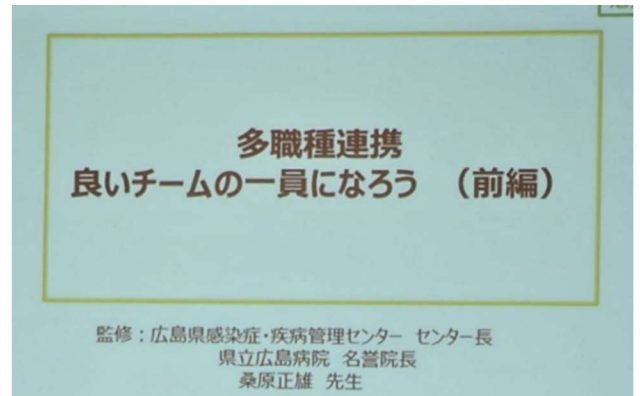 多職種連携
良いチームの一員になろう （前編）
監修：広島県感染症・疾病管理センター センター長
県立広島病院 名誉院長
桑原正雄 先生